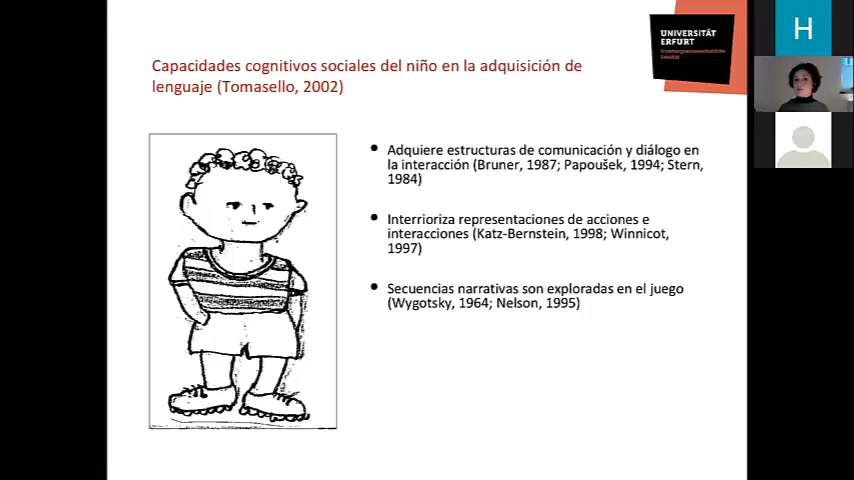 Capacidades cognitivos sociales del niño en la adquisición de
lenguaje (Tomasello, 2002)
UNIVERSITÄT
ERFURT
Erziehungswissenschaftliche
Fakultät
H
Adquiere estructuras de comunicación y diálogo en
la interacción (Bruner, 1987; Papoušek, 1994; Stern,
1984)
Interrioriza representaciones de acciones e
interacciones (Katz-Bernstein, 1998; Winnicot,
1997)
Secuencias narrativas son exploradas en el juego
(Wygotsky, 1964; Nelson, 1995)